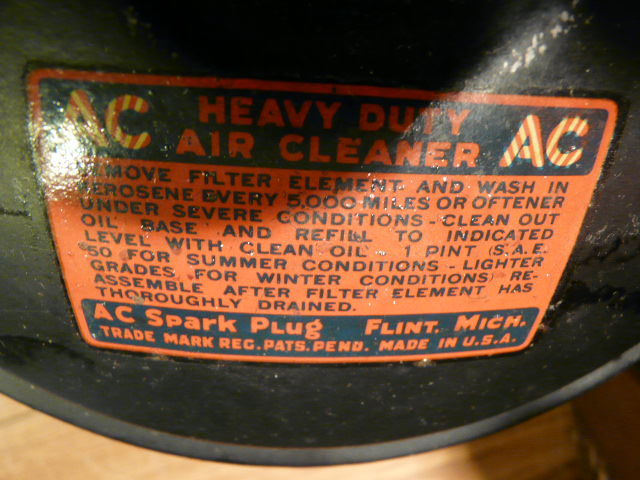 AC HEAVY DUTY AC
AIR CLEANER
REMOVE FILTER ELEMENT AND WASH IN
KEROSENE EVERY 5,000 MILES OR OFTENER
UNDER SEVERE CONDITIONS - CLEAN OUT
OIL BASE AND REFILL TO INDICATED
LEVEL WITH CLEAN OIL - 1 PINT (S.A.E.
50 FOR SUMMER CONDITIONS - LIGHTER
GRADES FOR WINTER CONDITIONS) RE-
ASSEMBLE AFTER FILTER ELEMENT HAS
THOROUGHLY DRAINED.
AC SPARK PLUG FLINT, MICH.
TRADE MARK REG. PATS. PEND. MADE IN U.S.A.